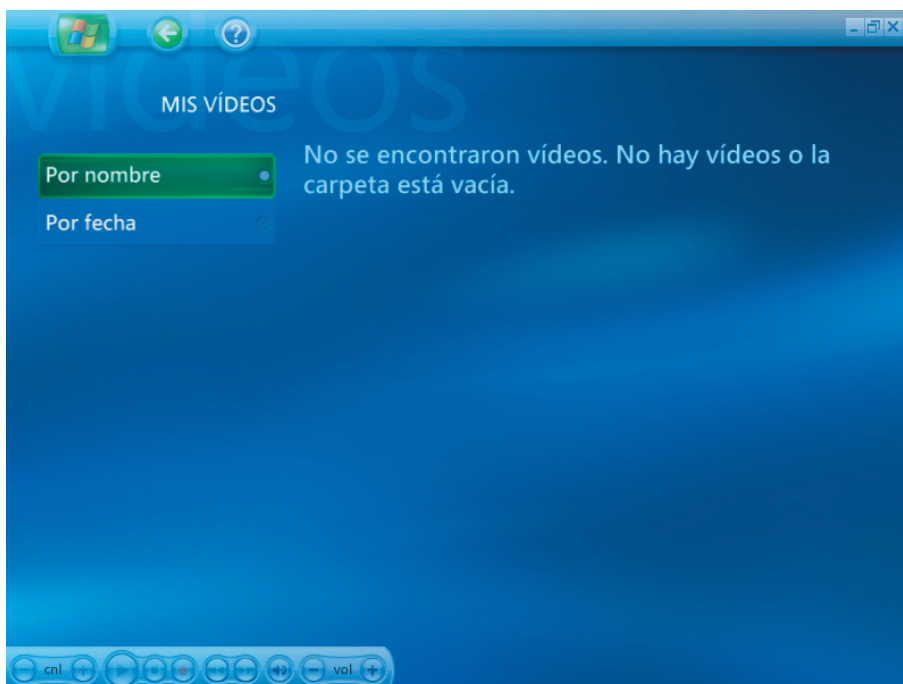 vídeos
MIS VÍDEOS
Por nombre
Por fecha
No se encontraron vídeos. No hay vídeos o la
carpeta está vacía.
cnl
vol